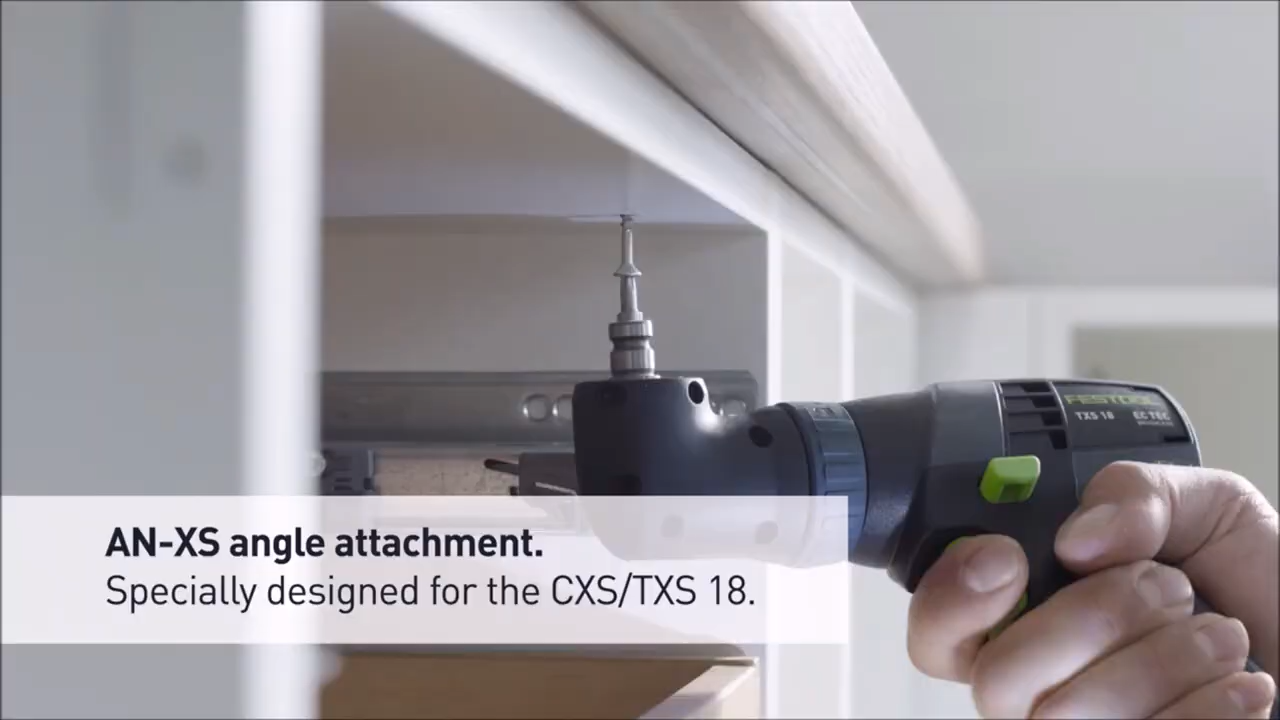 FESTOOL
TXS 18 EC TEC
AN-XS angle attachment.
Specially designed for the CXS/TXS 18.